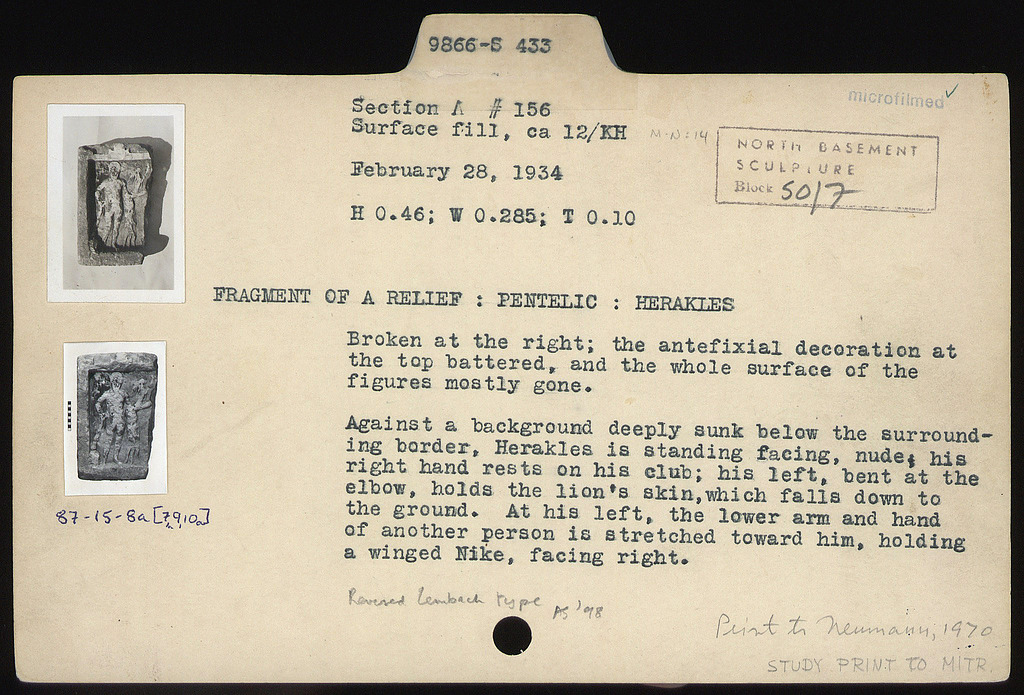 9866-S 433
microfilmed ✓
Section A # 156
Surface fill, ca 12/KH
M-N:14
NORTH BASEMENT
SCULPTURE
Block 50/7
February 28, 1934
H 0.46; W 0.285; T 0.10
FRAGMENT OF A RELIEF : PENTELIC : HERAKLES
Broken at the right; the antefixial decoration at
the top battered, and the whole surface of the
figures mostly gone.
Against a background deeply sunk below the surround-
ing border, Herakles is standing facing, nude; his
right hand rests on his club; his left, bent at the
elbow, holds the lion's skin,which falls down to
the ground. At his left, the lower arm and hand
of another person is stretched toward him, holding
a winged Nike, facing right.
87-15-8a [7,9,10a]
Reversed Lembach type AS '98
Print to Neumann, 1970
STUDY PRINT TO MITR.